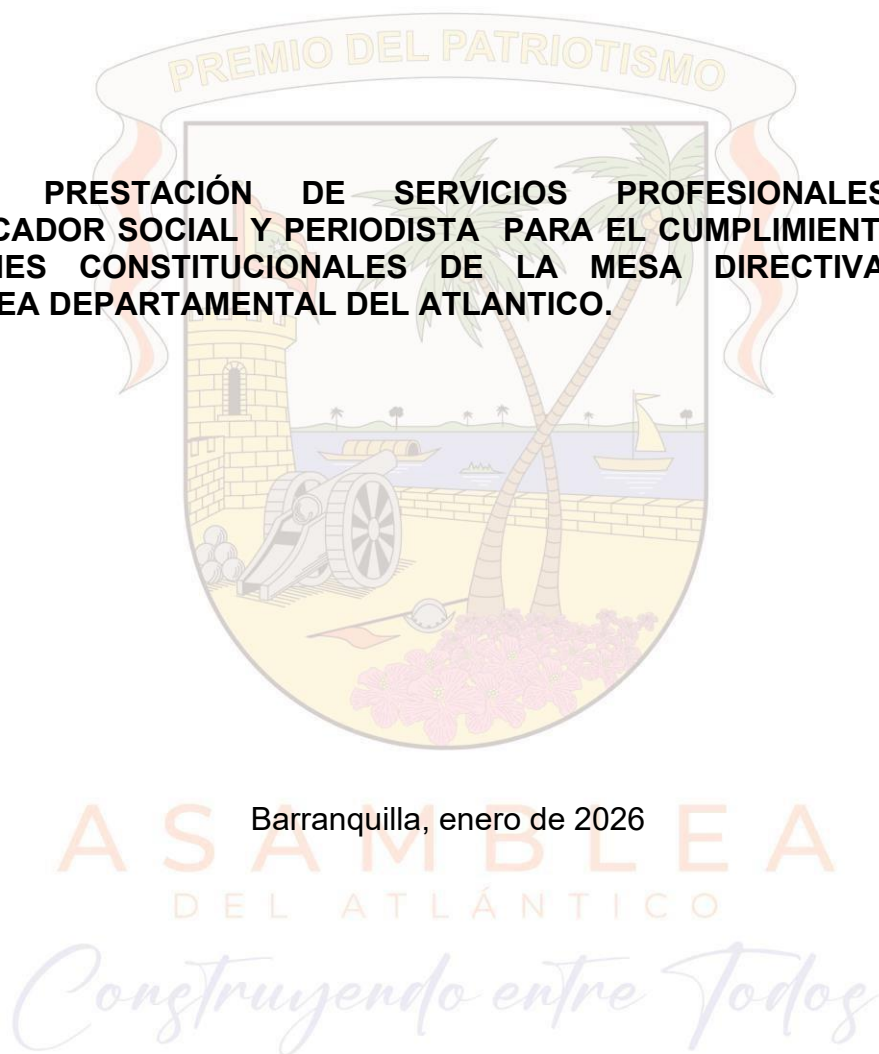 PREMIO DEL PATRIOTISMO
PRESTACIÓN DE SERVICIOS PROFESIONALES
CADOR SOCIAL Y PERIODISTA PARA EL CUMPLIMIENT
ES CONSTITUCIONALES DE LA MESA DIRECTIVA
EA DEPARTAMENTAL DEL ATLANTICO.
Barranquilla, enero de 2026
ASAMBLEA
DEL ATLÁNTICO
Construyendo entre Todos